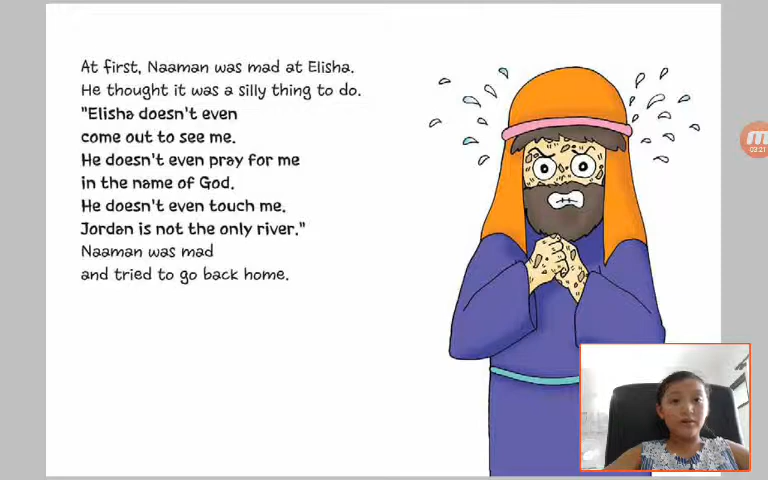 At first, Naaman was mad at Elisha.
He thought it was a silly thing to do.
"Elisha doesn't even
come out to see me.
He doesn't even pray for me
in the name of God.
He doesn't even touch me.
Jordan is not the only river."
Naaman was mad
and tried to go back home.
03:21